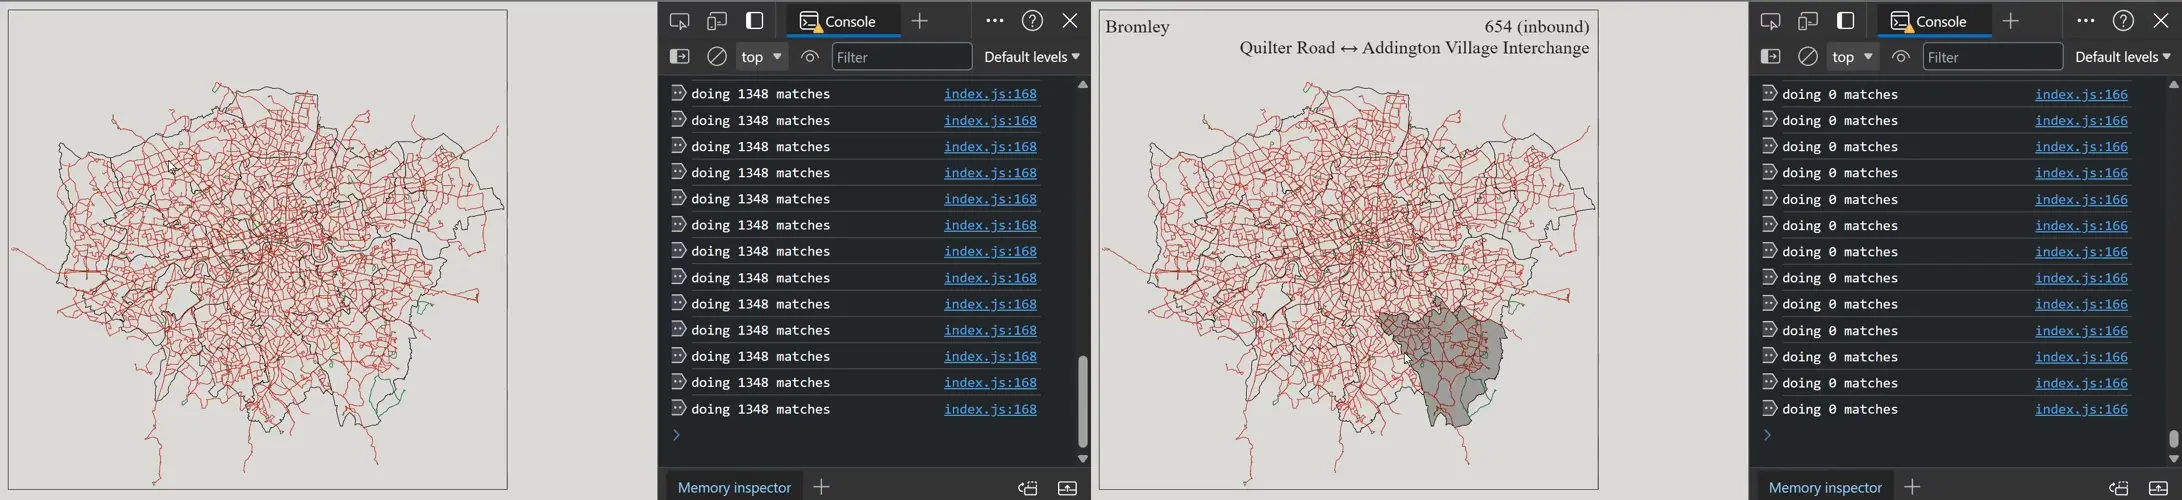 Console
top
Filter
Default levels
doing 1348 matches index.js:168
doing 1348 matches index.js:168
doing 1348 matches index.js:168
doing 1348 matches index.js:168
doing 1348 matches index.js:168
doing 1348 matches index.js:168
doing 1348 matches index.js:168
doing 1348 matches index.js:168
doing 1348 matches index.js:168
doing 1348 matches index.js:168
doing 1348 matches index.js:168
doing 1348 matches index.js:168
doing 1348 matches index.js:168
Memory inspector
Bromley 654 (inbound)
Quilter Road ↔ Addington Village Interchange
Console
top
Filter
Default levels
doing 0 matches index.js:166
doing 0 matches index.js:166
doing 0 matches index.js:166
doing 0 matches index.js:166
doing 0 matches index.js:166
doing 0 matches index.js:166
doing 0 matches index.js:166
doing 0 matches index.js:166
doing 0 matches index.js:166
doing 0 matches index.js:166
doing 0 matches index.js:166
doing 0 matches index.js:166
doing 0 matches index.js:166
Memory inspector